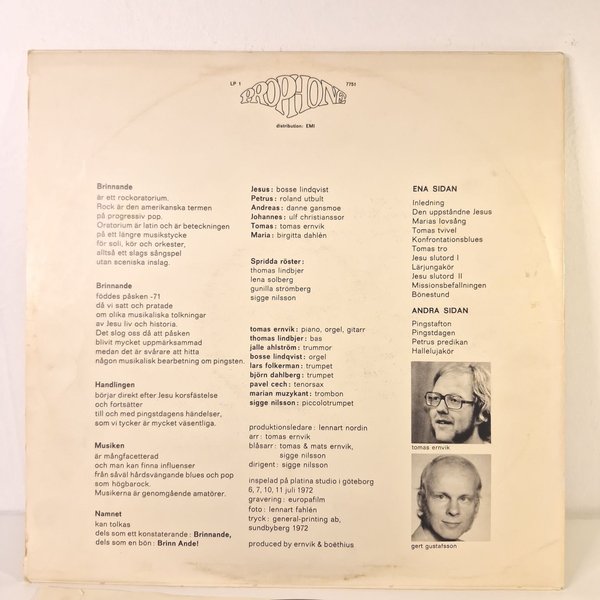 LP 1
7751
PROPHONE
distribution: EMI
Brinnande
är ett rockoratorium.
Rock är den amerikanska termen
på progressiv pop.
Oratorium är latin och är beteckningen
på ett längre musikstycke
för soli, kör och orkester,
alltså ett slags sångspel
utan sceniska inslag.
Brinnande
föddes påsken -71
då vi satt och pratade
om olika musikaliska tolkningar
av Jesu liv och historia.
Det slog oss då att påsken
blivit mycket uppmärksammad
medan det är svårare att hitta
någon musikalisk bearbetning om pingsten.
Handlingen
börjar direkt efter Jesu korsfästelse
och fortsätter
till och med pingstdagens händelser,
som vi tycker är mycket väsentliga.
Musiken
är mångfacetterad
och man kan finna influenser
från såväl hårdsvängande blues och pop
som högbarock.
Musikerna är genomgående amatörer.
Namnet
kan tolkas
dels som ett konstaterande: Brinnande,
dels som en bön: Brinn Ande!
Jesus: bosse lindqvist
Petrus: roland utbult
Andreas: danne gansmoe
Johannes: ulf christiansson
Tomas: tomas ernvik
Maria: birgitta dahlén
Spridda röster:
thomas lindbjer
lena solberg
gunilla strömberg
sigge nilsson
tomas ernvik: piano, orgel, gitarr
thomas lindbjer: bas
jalle ahlström: trummor
bosse lindqvist: orgel
lars folkerman: trumpet
björn dahlberg: trumpet
pavel cech: tenorsax
marian muzykant: trombon
sigge nilsson: piccolotrumpet
produktionsledare: lennart nordin
arr: tomas ernvik
blåsarr: tomas & mats ernvik,
sigge nilsson
dirigent: sigge nilsson
inspelad på platina studio i göteborg
6, 7, 10, 11 juli 1972
gravering: europafilm
foto: lennart fahlén
tryck: general-printing ab,
sundbyberg 1972
produced by ernvik & boëthius
ENA SIDAN
Inledning
Den uppståndne Jesus
Marias lovsång
Tomas tvivel
Konfrontationsblues
Tomas tro
Jesu slutord I
Lärjungakör
Jesu slutord II
Missionsbefallningen
Bönestund
ANDRA SIDAN
Pingstafton
Pingstdagen
Petrus predikan
Hallelujakör
tomas ernvik
gert gustafsson